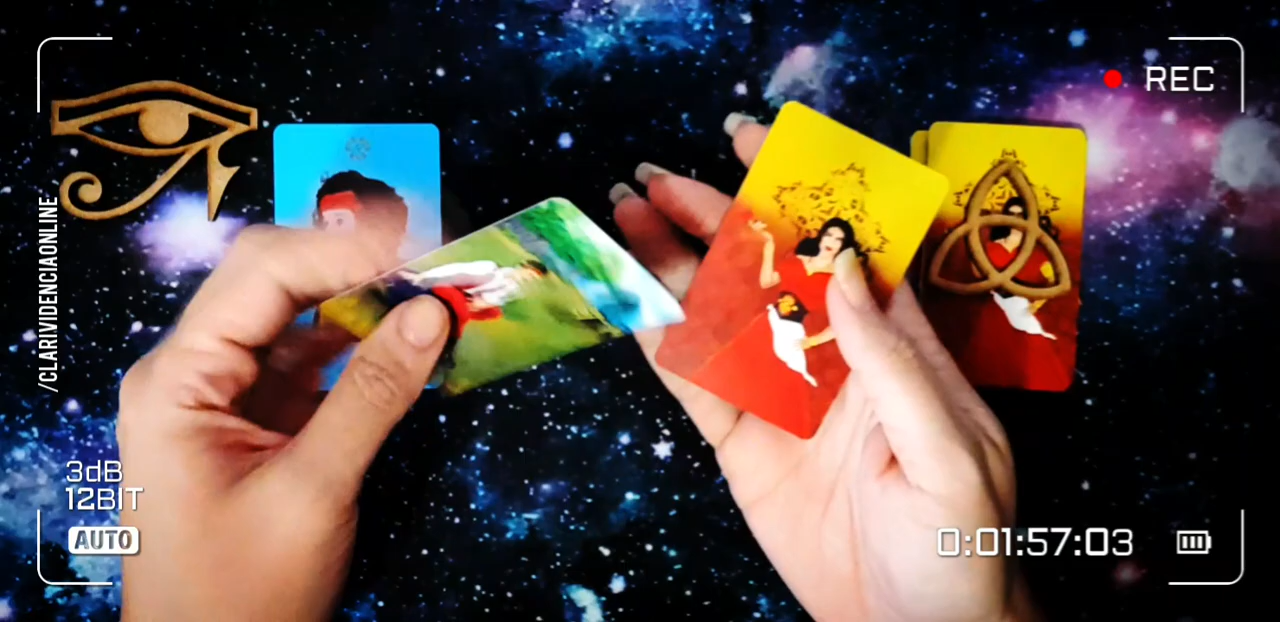 REC
/CLARIVIDENCIAONLINE
3dB
12BIT
AUTO
0:01:57:03